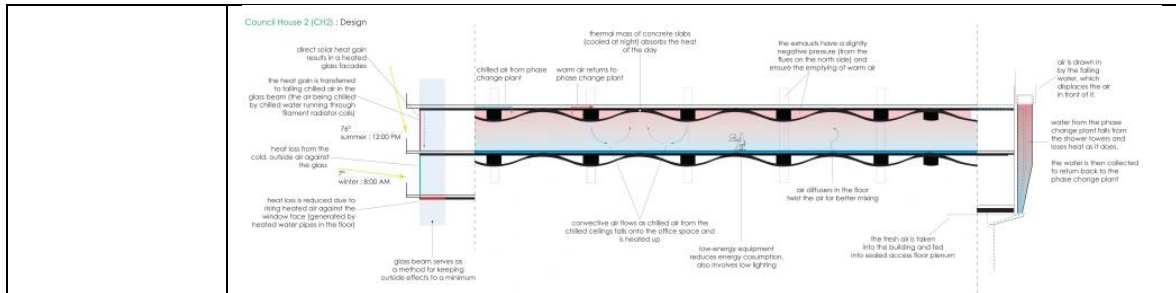 Council House 2 (CH2) : Design
direct solar heat gain
results in a heated
glass facades
the heat gain is transferred
to falling chilled air in the
glass beam (the air being chilled
by chilled water running through
filament radiator coils)
76°
summer : 12:00 PM
heat loss from the
cold, outside air against
the glass
7°
winter : 8:00 AM
heat loss is reduced due to
rising heated air against the
window face (generated by
heated water pipes in the floor)
glass beam serves as
a method for keeping
outside effects to a minimum
chilled air from phase
change plant
warm air returns to
phase change plant
thermal mass of concrete slabs
(cooled at night) absorbs the heat
of the day
the exhausts have a slightly
negative pressure (from the
flues on the north side) and
ensure the emptying of warm air
convective air flows as chilled air from the
chilled ceilings falls onto the office space and
is heated up
low-energy equipment
reduces energy cosumption,
also involves low lighting
air diffusers in the floor
twist the air for better mixing
air is drawn in
by the falling
water, which
displaces the air
in front of it.
water from the phase
change plant falls from
the shower towers and
loses heat as it does.
the water is then collected
to return back to the
phase change plant
the fresh air is taken
into the building and fed
into sealed access floor plenum